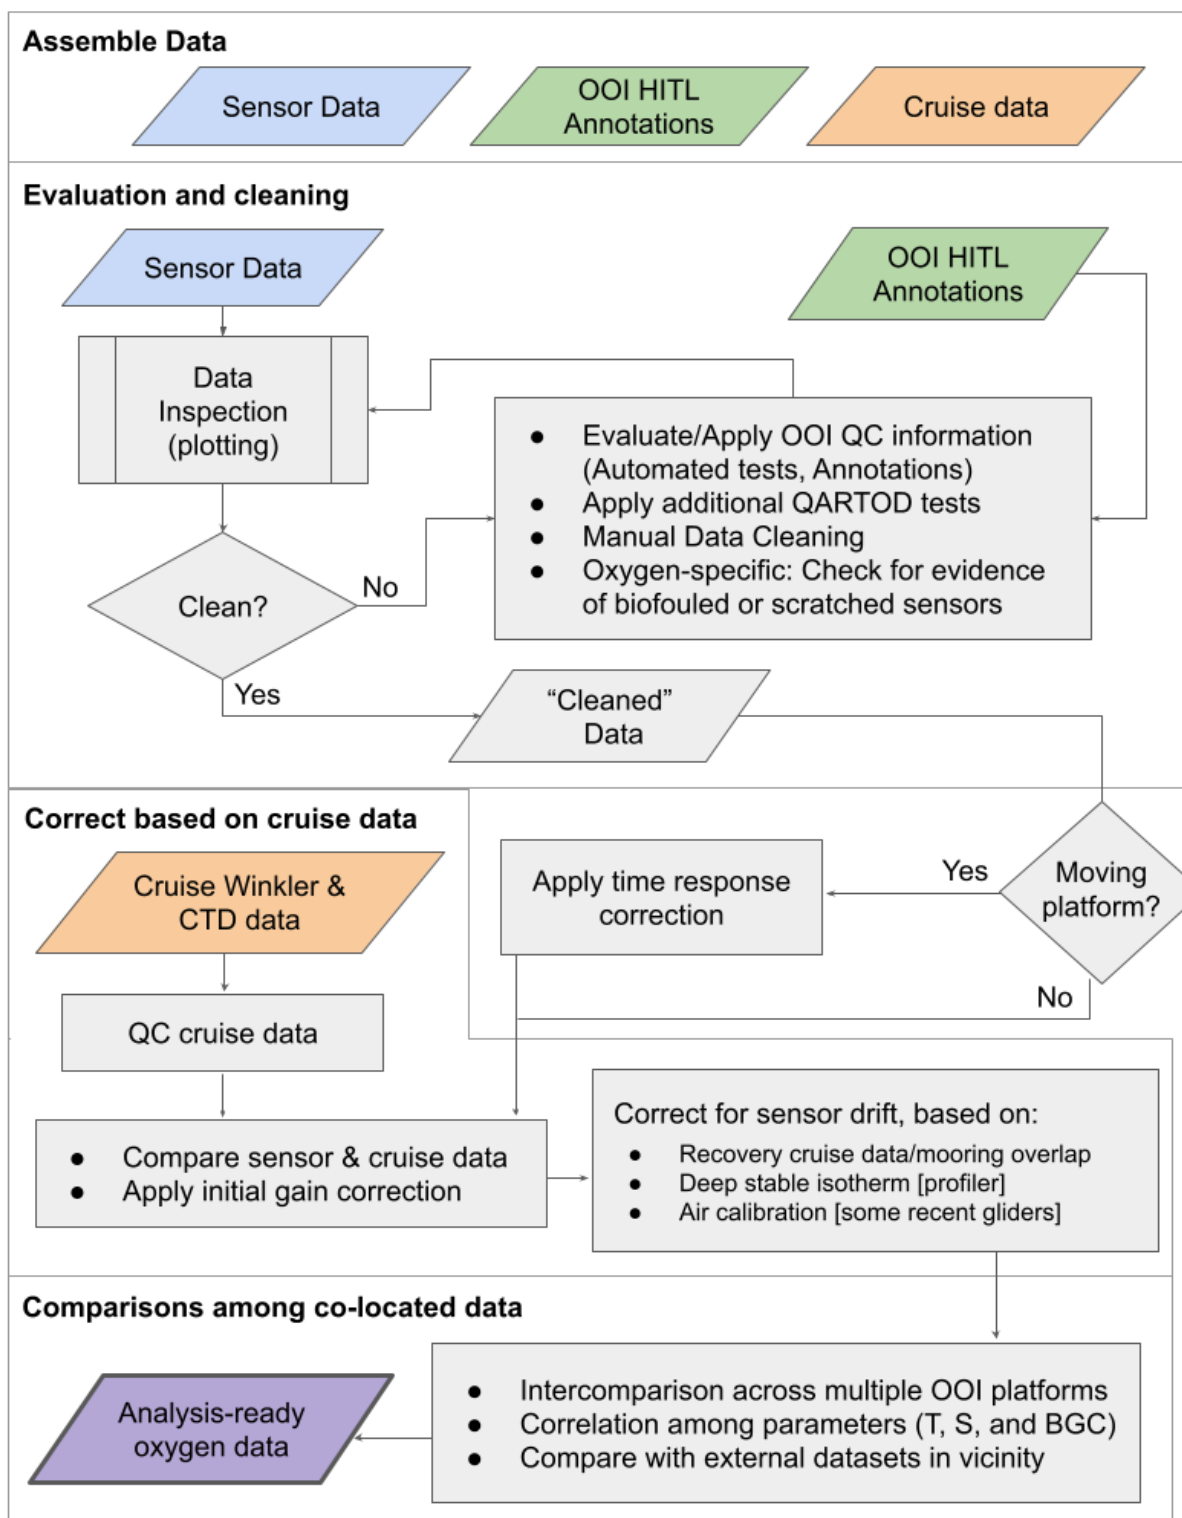 Assemble Data
Sensor Data
OOI HITL
Annotations
Cruise data
Evaluation and cleaning
Sensor Data
OOI HITL
Annotations
Data
Inspection
(plotting)
● Evaluate/Apply OOI QC information
(Automated tests, Annotations)
● Apply additional QARTOD tests
● Manual Data Cleaning
● Oxygen-specific: Check for evidence
of biofouled or scratched sensors
Clean?
No
Yes
“Cleaned”
Data
Correct based on cruise data
Cruise Winkler &
CTD data
Apply time response
correction
Yes
Moving
platform?
No
QC cruise data
● Compare sensor & cruise data
● Apply initial gain correction
Correct for sensor drift, based on:
● Recovery cruise data/mooring overlap
● Deep stable isotherm [profiler]
● Air calibration [some recent gliders]
Comparisons among co-located data
Analysis-ready
oxygen data
● Intercomparison across multiple OOI platforms
● Correlation among parameters (T, S, and BGC)
● Compare with external datasets in vicinity